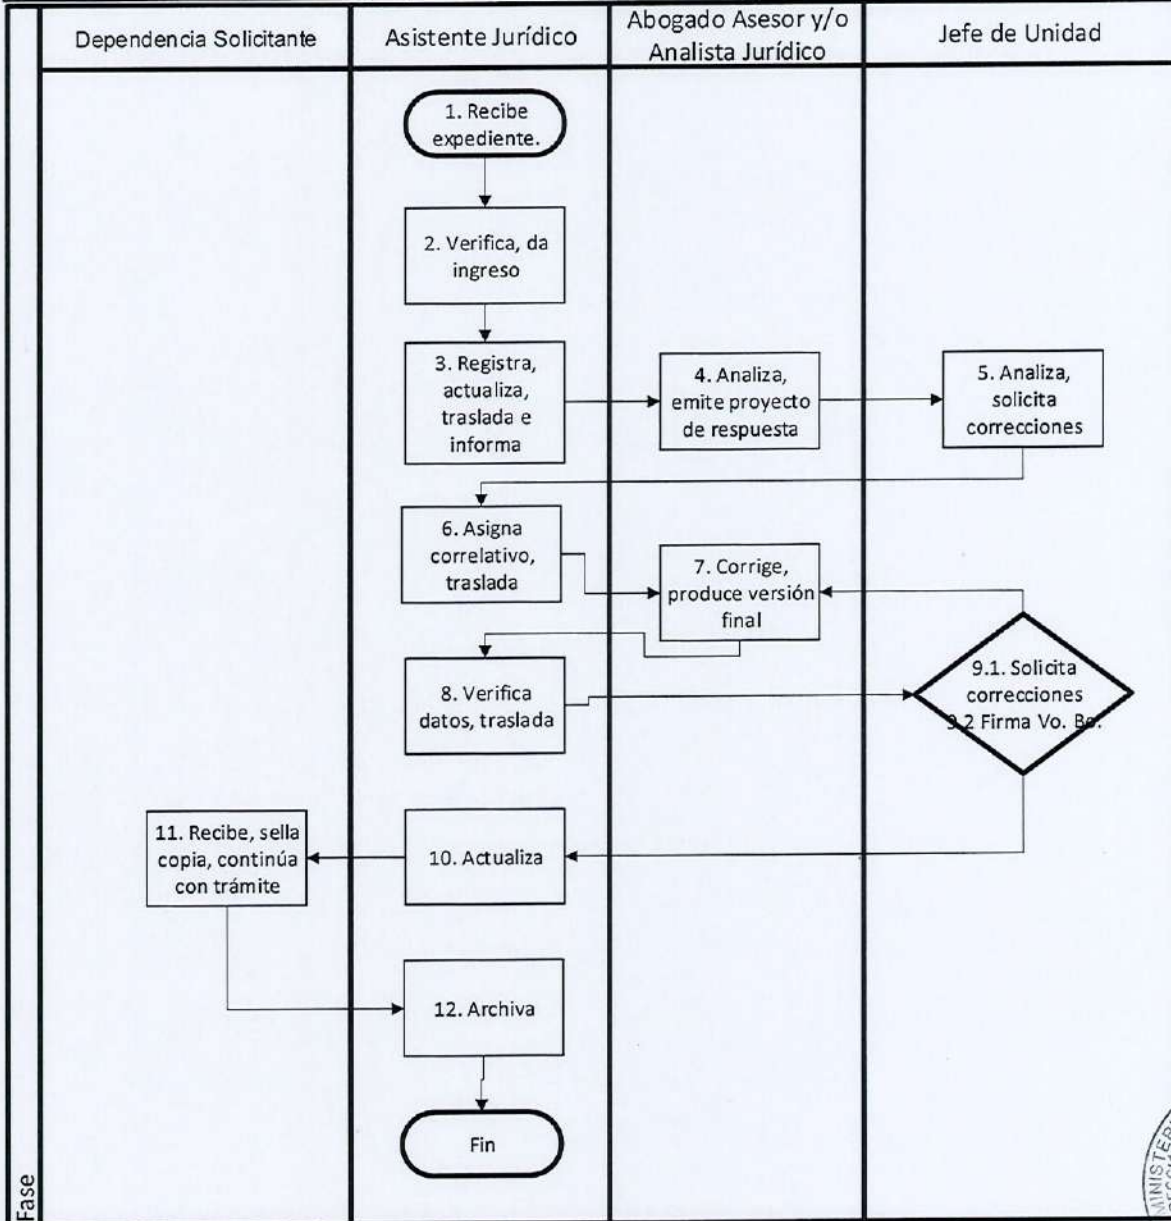 Dependencia Solicitante
Asistente Jurídico
Abogado Asesor y/o
Analista Jurídico
Jefe de Unidad
1. Recibe
expediente.
2. Verifica, da
ingreso
3. Registra,
actualiza,
traslada e
informa
4. Analiza,
emite proyecto
de respuesta
5. Analiza,
solicita
correcciones
6. Asigna
correlativo,
traslada
7. Corrige,
produce versión
final
8. Verifica
datos, traslada
9.1. Solicita
correcciones
9.2 Firma Vo. Bo.
10. Actualiza
11. Recibe, sella
copia, continúa
con trámite
12. Archiva
Fin
Fase